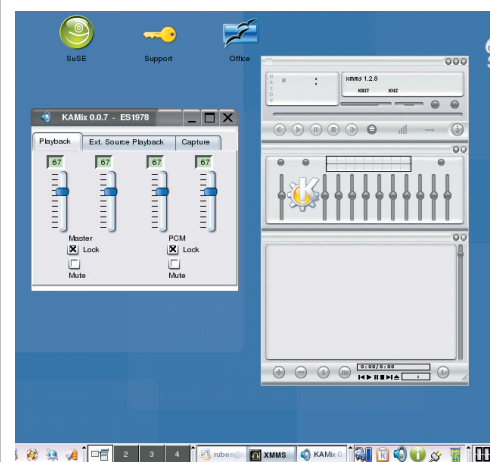 SuSE
Support
Office
KAMix 0.0.7 - ES1978
Playback
Ext. Source Playback
Capture
67
67
67
67
Master
PCM
Lock
Lock
Mute
Mute
xmms 1.2.8
KBIT KHZ
0:00/0:00
2 3 4
ruben@
XMMS
KAMix 0.